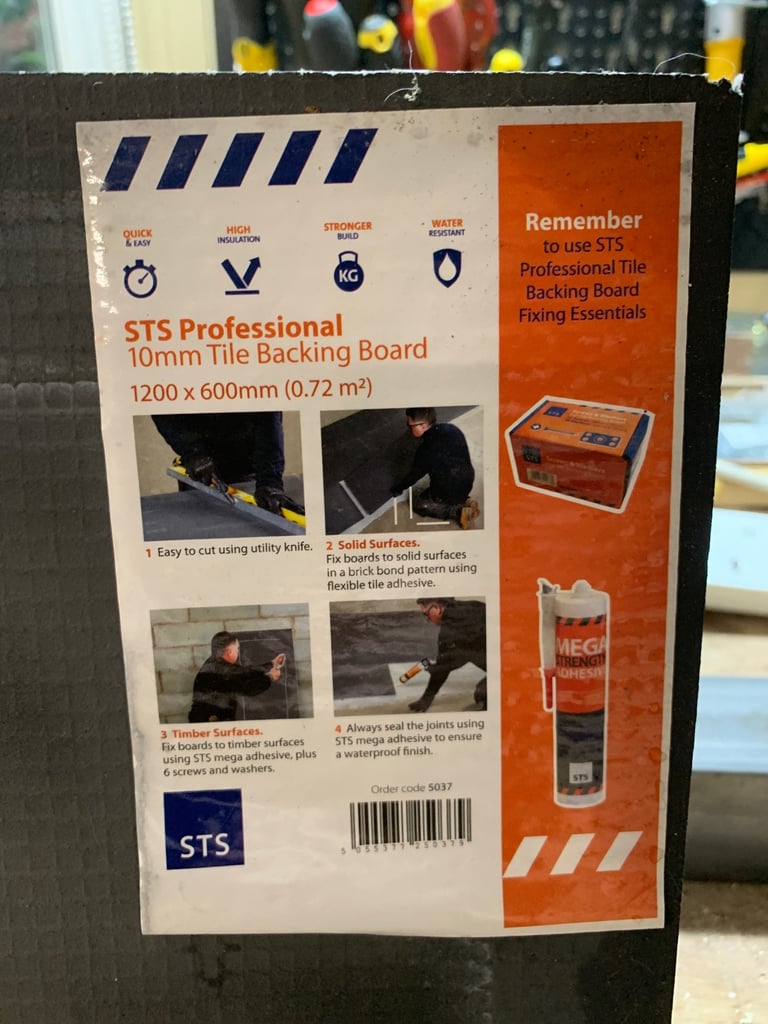 QUICK
& EASY
HIGH
INSULATION
STRONGER
BUILD
KG
WATER
RESISTANT
STS Professional
10mm Tile Backing Board
1200 x 600mm (0.72 m²)
1 Easy to cut using utility knife.
2 Solid Surfaces.
Fix boards to solid surfaces
in a brick bond pattern using
flexible tile adhesive.
3 Timber Surfaces.
Fix boards to timber surfaces
using STS mega adhesive, plus
6 screws and washers.
4 Always seal the joints using
STS mega adhesive to ensure
a waterproof finish.
STS
Order code 5037
5 055377 250379
Remember
to use STS
Professional Tile
Backing Board
Fixing Essentials
MEGA
STRENGTH
ADHESIVE
STS